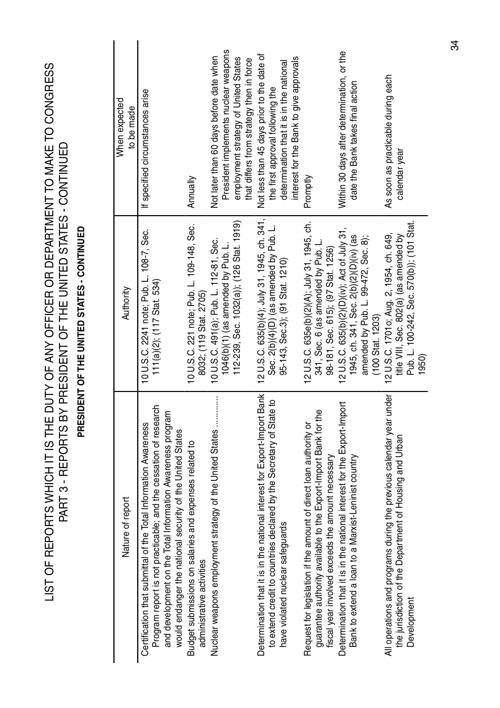 LIST OF REPORTS WHICH IT IS THE DUTY OF ANY OFFICER OR DEPARTMENT TO MAKE TO CONGRESS
PART 3 - REPORTS BY PRESIDENT OF THE UNITED STATES - CONTINUED
PRESIDENT OF THE UNITED STATES - CONTINUED
Nature of report
Authority
When expected
to be made
Certification that submittal of the Total Information Awareness
Program report is not practicable; and the cessation of research
and development on the Total Information Awareness program
would endanger the national security of the United States
10 U.S.C. 2241 note; Pub. L. 108-7, Sec.
111(a)(2); (117 Stat. 534)
If specified circumstances arise
Budget submissions on salaries and expenses related to
administrative activities
10 U.S.C. 221 note; Pub. L. 109-148, Sec.
8032; (119 Stat. 2705)
Annually
Nuclear weapons employment strategy of the United States ............
10 U.S.C. 491(a); Pub. L. 112-81, Sec.
1046(b)(1) (as amended by Pub. L.
112-239, Sec. 1032(a)); (126 Stat. 1919)
Not later than 60 days before date when
President implements nuclear weapons
employment strategy of United States
that differs from strategy then in force
Determination that it is in the national interest for Export-Import Bank
to extend credit to countries declared by the Secretary of State to
have violated nuclear safeguards
12 U.S.C. 635(b)(4); July 31, 1945, ch. 341,
Sec. 2(b)(4)(D) (as amended by Pub. L.
95-143, Sec.3); (91 Stat. 1210)
Not less than 45 days prior to the date of
the first approval following the
determination that it is in the national
interest for the Bank to give approvals
Request for legislation if the amount of direct loan authority or
guarantee authority available to the Export-Import Bank for the
fiscal year involved exceeds the amount necessary
12 U.S.C. 635e(b)(2)(A); July 31, 1945, ch.
341, Sec. 6 (as amended by Pub. L.
98-181, Sec. 615); (97 Stat. 1256)
Promptly
Determination that it is in the national interest for the Export-Import
Bank to extend a loan to a Marxist-Leninist country
12 U.S.C. 635(b)(2)(D)(iv); Act of July 31,
1945, ch. 341, Sec. 2(b)(2)(D)(iv) (as
amended by Pub. L. 99-472, Sec. 8);
(100 Stat. 1203)
Within 30 days after determination, or the
date the Bank takes final action
All operations and programs during the previous calendar year under
the jurisdiction of the Department of Housing and Urban
Development
12 U.S.C. 1701o; Aug. 2, 1954, ch. 649,
title VIII, Sec. 802(a) (as amended by
Pub. L. 100-242, Sec. 570(b)); (101 Stat.
1950)
As soon as practicable during each
calendar year
34